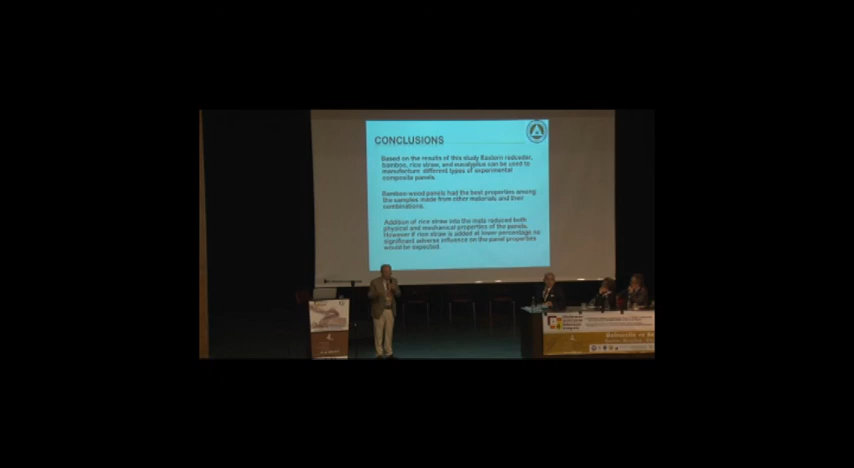 CONCLUSIONS
Based on the results of this study Eastern redcedar,
bamboo, rice straw, and eucalyptus can be used to
manufacture different types of experimental
composite panels.
Bamboo-wood panels had the best properties among
the samples made from other materials and their
combinations.
Addition of rice straw into the mats reduced both
physical and mechanical properties of the panels.
However if rice straw is added at lower percentage no
significant adverse influence on the panel properties
would be expected.